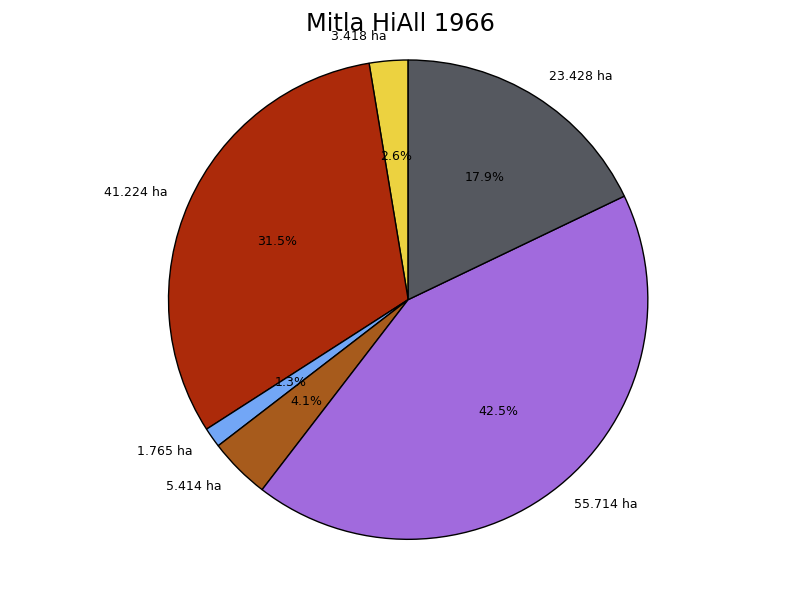 Mitla HiAll 1966
3.418 ha
23.428 ha
2.6%
17.9%
41.224 ha
31.5%
1.3%
4.1%
42.5%
1.765 ha
5.414 ha
55.714 ha